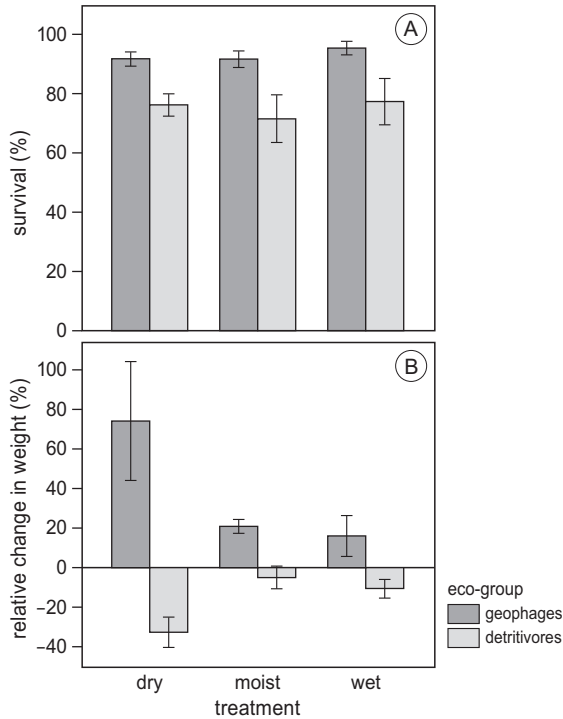 A
100
80
60
40
20
0
survival (%)
B
100
80
60
40
20
0
−20
−40
relative change in weight (%)
dry moist wet
treatment
eco-group
geophages
detritivores